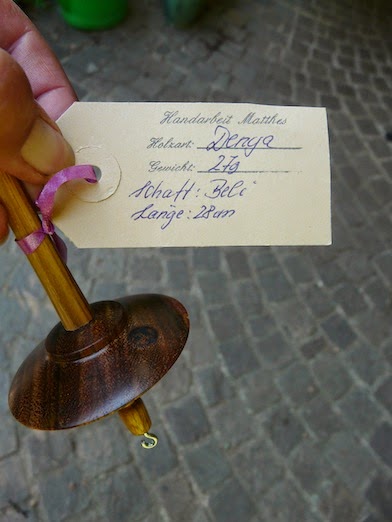 Handarbeit Matthes
Holzart: Denya
Gewicht: 27g
Schaft: Beli
Länge: 28cm